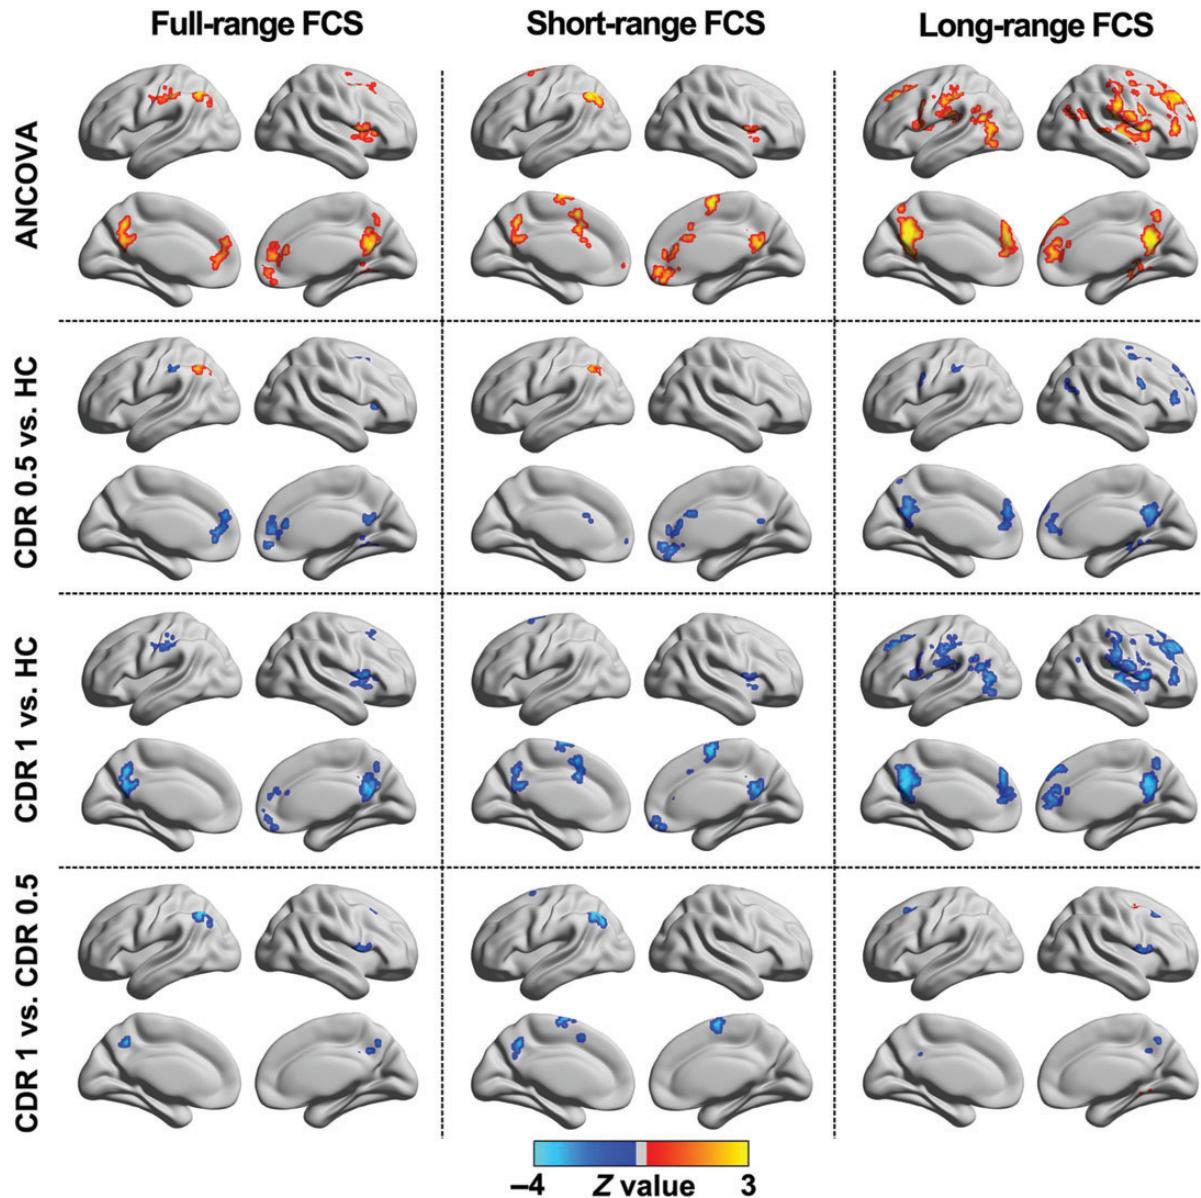 Full-range FCS
Short-range FCS
Long-range FCS
ANCOVA
CDR 0.5 vs. HC
CDR 1 vs. HC
CDR 1 vs. CDR 0.5
–4
Z value
3